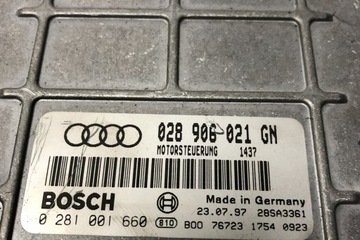 028 906 021 GN
MOTORSTEUERUNG 1437
BOSCH
Made in Germany
23.07.97 28SA3361
0 281 001 660 810 B00 76723 1754 0923